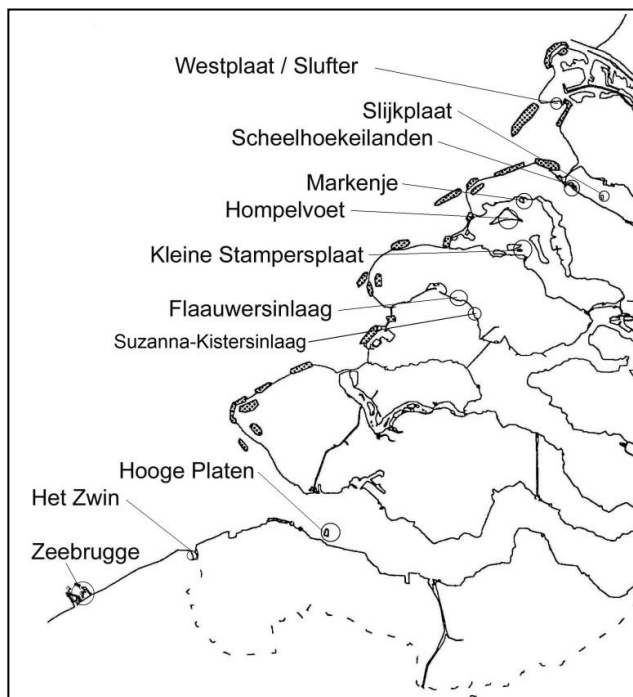 Westplaat / Slufter
Slijkplaat
Scheelhoekeilanden
Markenje
Hompelvoet
Kleine Stampersplaat
Flaauwersinlaag
Suzanna-Kistersinlaag
Hooge Platen
Het Zwin
Zeebrugge